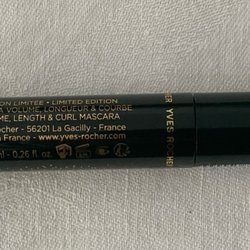 ON LIMITÉE • LIMITED EDITION
A VOLUME, LONGUEUR & COURBE
ME, LENGTH & CURL MASCARA
ocher - 56201 La Gacilly - France
n France - www.yves-rocher.com
0.26 fl. oz.
YVES ROCHER